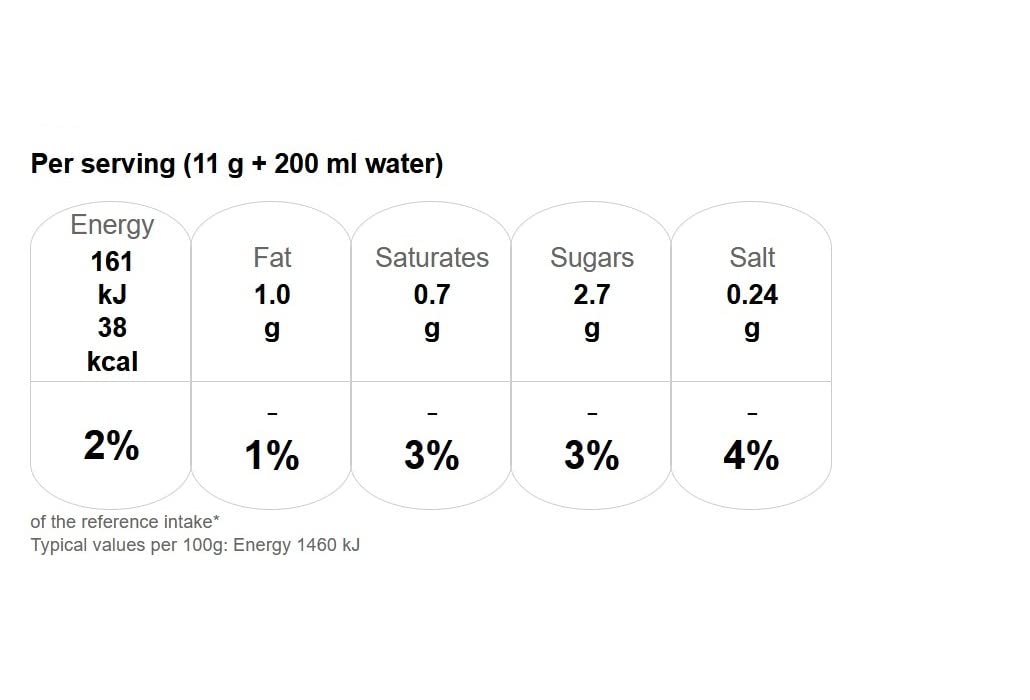 Per serving (11 g + 200 ml water)
Energy
161
kJ
38
kcal
2%
Fat
1.0
g
–
1%
Saturates
0.7
g
–
3%
Sugars
2.7
g
–
3%
Salt
0.24
g
–
4%
of the reference intake*
Typical values per 100g: Energy 1460 kJ